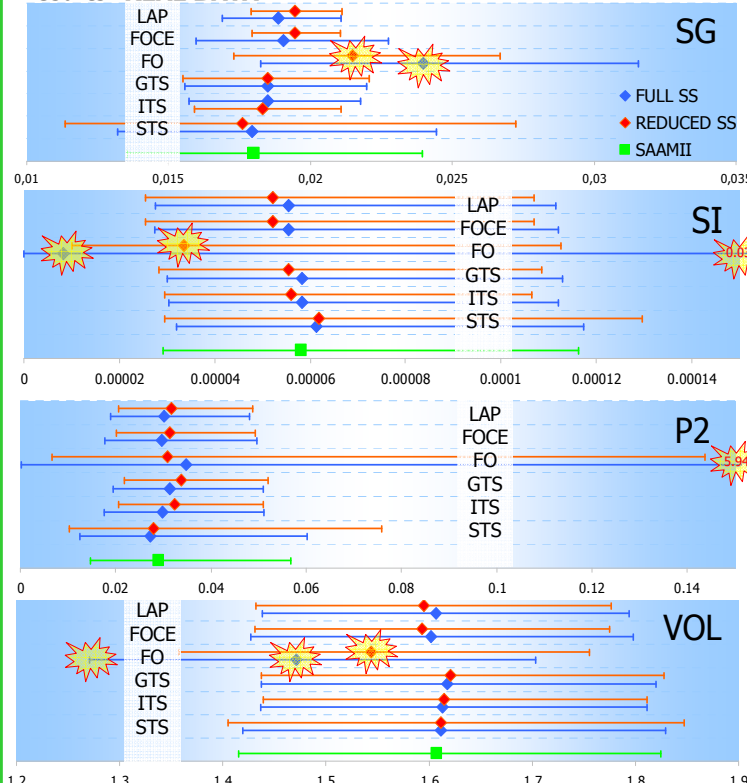 SG
LAP
FOCE
FO
GTS
ITS
STS
FULL SS
REDUCED SS
SAAMII
0,01 0,015 0,02 0,025 0,03 0,035
SI
LAP
FOCE
FO
GTS
ITS
STS
0.03
0 0.00002 0.00004 0.00006 0.00008 0.0001 0.00012 0.00014
P2
LAP
FOCE
FO
GTS
ITS
STS
5.94
0 0.02 0.04 0.06 0.08 0.1 0.12 0.14
VOL
LAP
FOCE
FO
GTS
ITS
STS
1.2 1.3 1.4 1.5 1.6 1.7 1.8 1.9